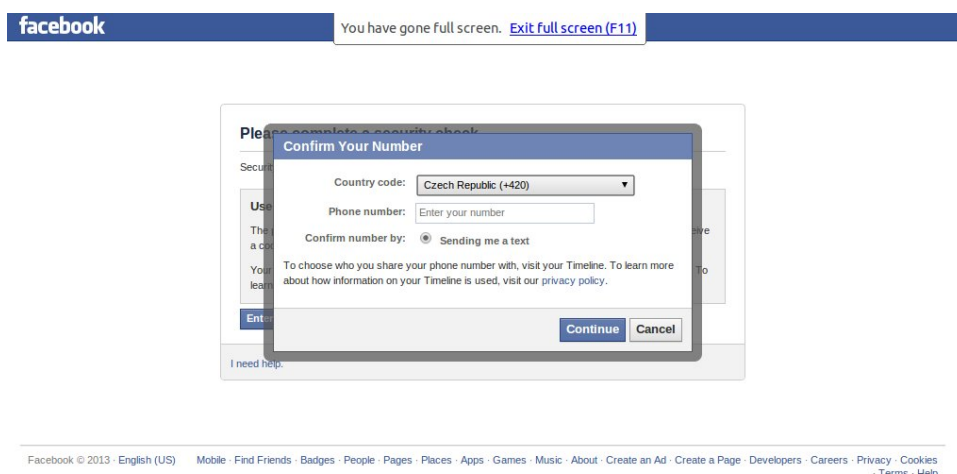 facebook
You have gone full screen. Exit full screen (F11)
Please complete a security check
Confirm Your Number
Securit
Country code: Czech Republic (+420)
Use
Phone number: Enter your number
The
eive
Confirm number by: Sending me a text
a co
To choose who you share your phone number with, visit your Timeline. To learn more
Your
To
about how information on your Timeline is used, visit our privacy policy.
learn
Enter
Continue Cancel
I need help.
Facebook © 2013 · English (US) Mobile · Find Friends · Badges · People · Pages · Places · Apps · Games · Music · About · Create an Ad · Create a Page · Developers · Careers · Privacy · Cookies
· Terms · Help